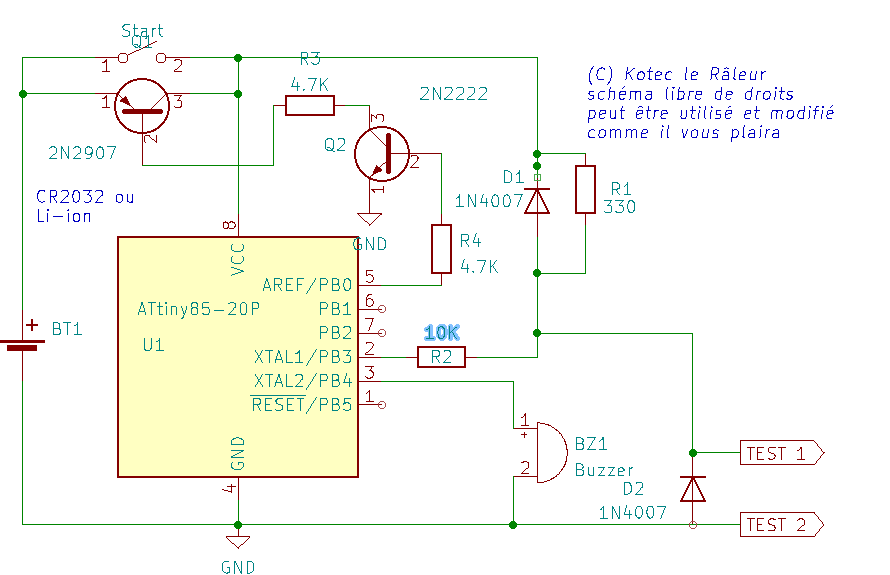 Start
Q1
1
2
1
3
2
2N2907
R3
4.7K
2N2222
Q2
3
2
1
GND
(C) Kotec le Râleur
schéma libre de droits
peut être utilisé et modifié
comme il vous plaira
CR2032 ou
Li-ion
D1
1N4007
R1
330
R4
4.7K
8
VCC
AREF/PB0
5
ATtiny85-20P
PB1
6
PB2
7
10K
BT1
+
U1
XTAL1/PB3
2
R2
XTAL2/PB4
3
RESET/PB5
1
GND
4
1
+
BZ1
2
Buzzer
D2
1N4007
TEST 1
TEST 2
GND